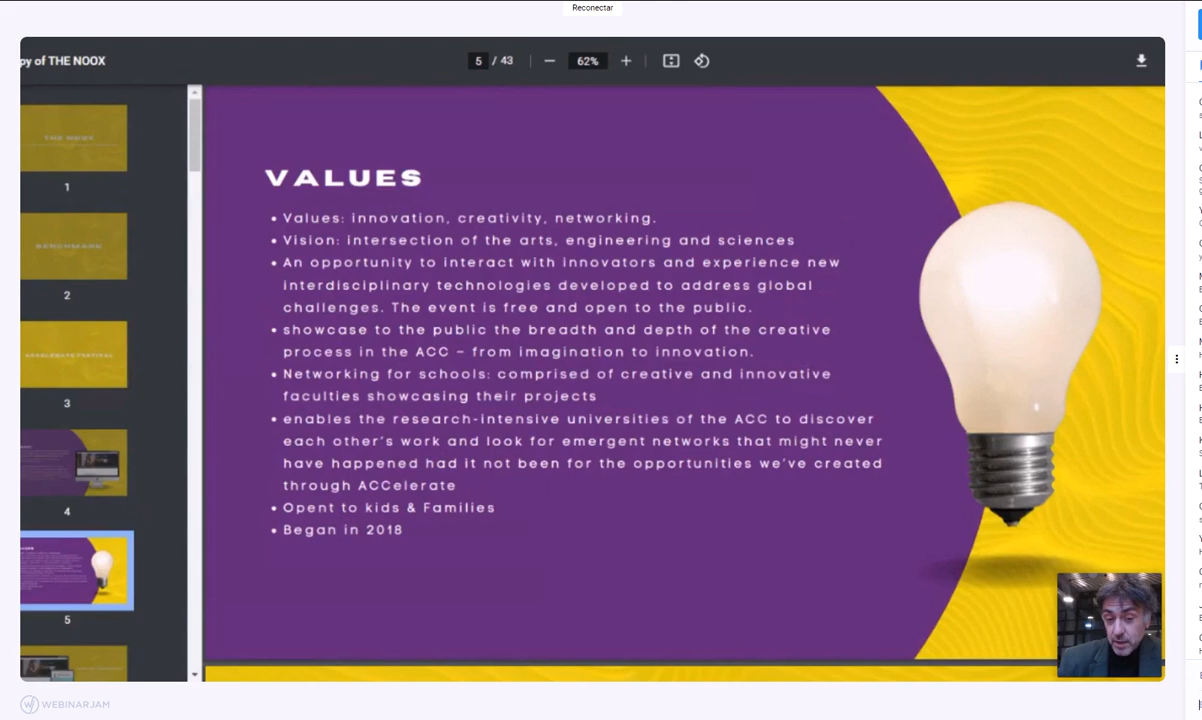 Reconectar
py of THE NOOX
5 / 43
62%
THE NOOX
1
BENCHMARK
2
ACCELERATE FESTIVAL
3
4
5
VALUES
• Values: innovation, creativity, networking.
• Vision: intersection of the arts, engineering and sciences
• An opportunity to interact with innovators and experience new
interdisciplinary technologies developed to address global
challenges. The event is free and open to the public.
• showcase to the public the breadth and depth of the creative
process in the ACC – from imagination to innovation.
• Networking for schools: comprised of creative and innovative
faculties showcasing their projects
• enables the research-intensive universities of the ACC to discover
each other's work and look for emergent networks that might never
have happened had it not been for the opportunities we've created
through ACCelerate
• Opent to kids & Families
• Began in 2018
WEBINARJAM